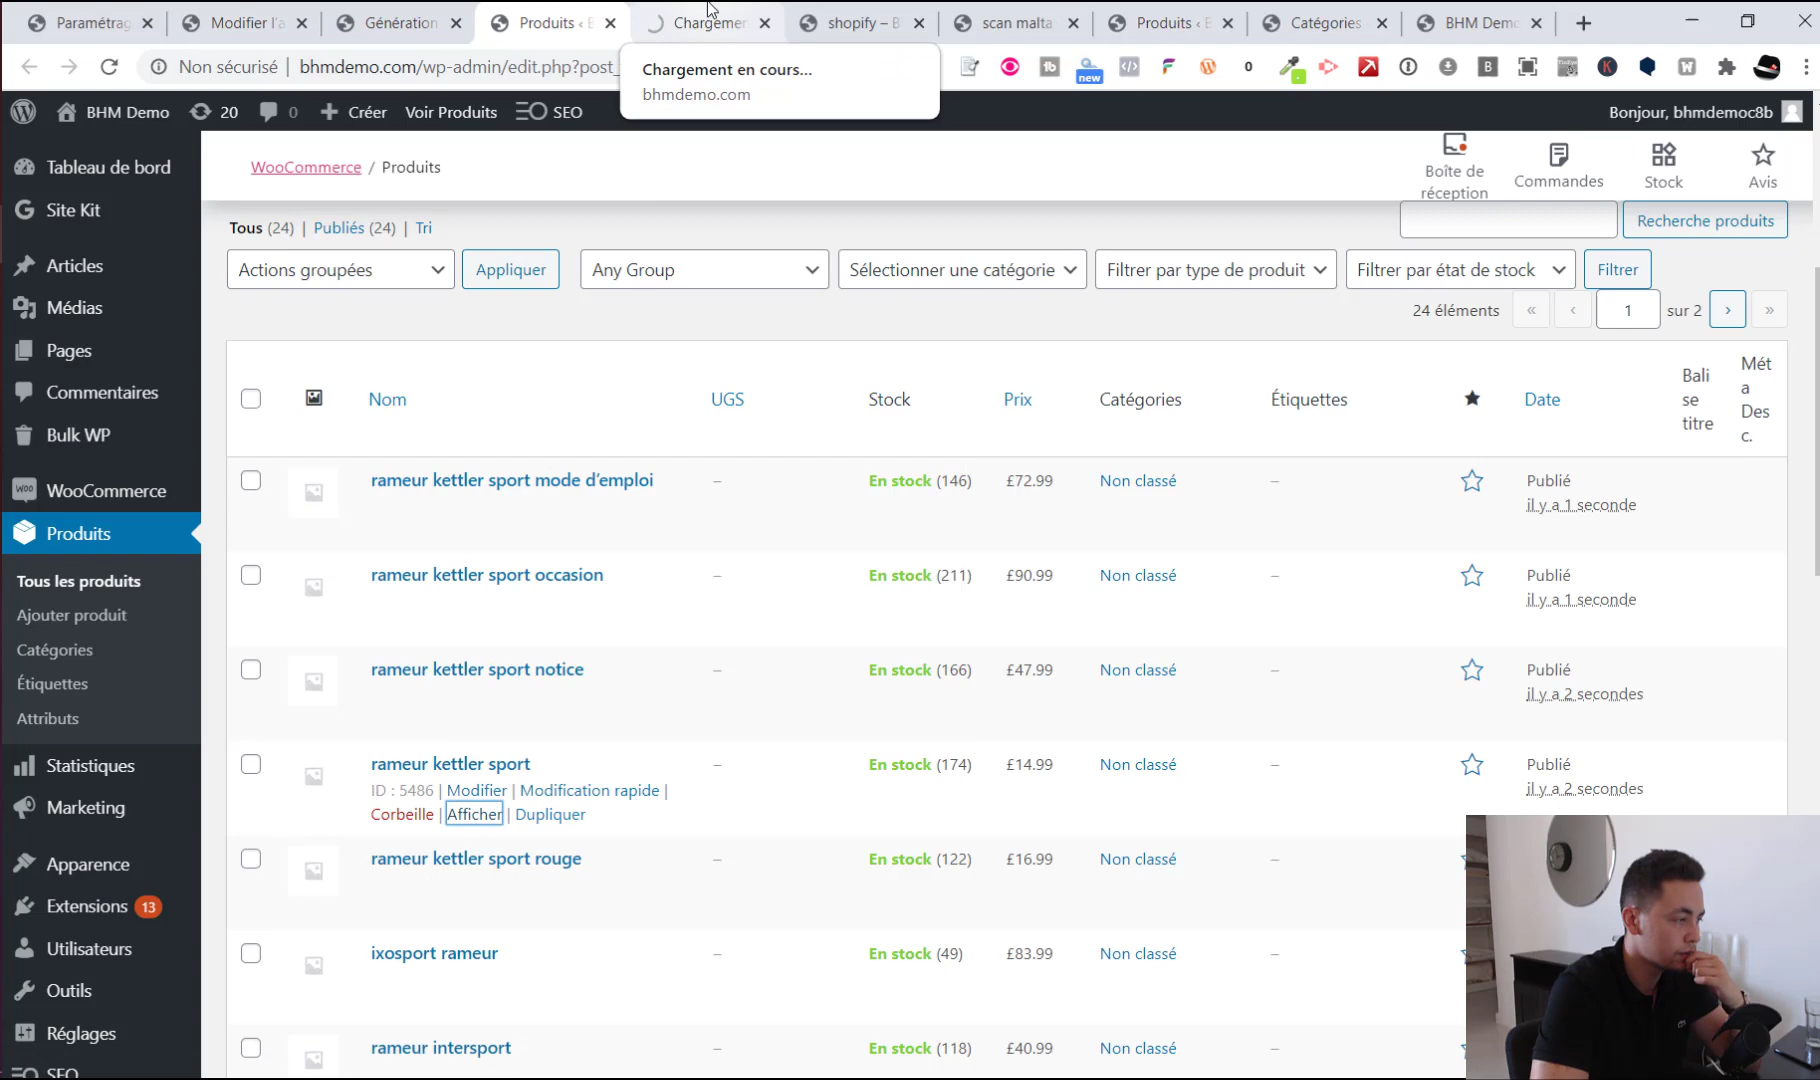 Paramétrag
Modifier l'a
Génération
Produits ‹ B
Chargemen
shopify – B
scan malta
Produits ‹ B
Catégories
BHM Demo
Non sécurisé
bhmdemo.com/wp-admin/edit.php?post_
Chargement en cours...
bhmdemo.com
new
BHM Demo
20
0
Créer
Voir Produits
SEO
Bonjour, bhmdemoc8b
Tableau de bord
Site Kit
Articles
Médias
Pages
Commentaires
Bulk WP
WooCommerce
Produits
Tous les produits
Ajouter produit
Catégories
Étiquettes
Attributs
Statistiques
Marketing
Apparence
Extensions 13
Utilisateurs
Outils
Réglages
SEO
WooCommerce / Produits
Boîte de
réception
Commandes
Stock
Avis
Tous (24) | Publiés (24) | Tri
Recherche produits
Actions groupées
Appliquer
Any Group
Sélectionner une catégorie
Filtrer par type de produit
Filtrer par état de stock
Filtrer
24 éléments « ‹ 1 sur 2 › »
Nom
UGS
Stock
Prix
Catégories
Étiquettes
Date
Bali
se
titre
Mét
a
Des
c.
rameur kettler sport mode d'emploi – En stock (146) £72.99 Non classé – Publié
il y a 1 seconde
rameur kettler sport occasion – En stock (211) £90.99 Non classé – Publié
il y a 1 seconde
rameur kettler sport notice – En stock (166) £47.99 Non classé – Publié
il y a 2 secondes
rameur kettler sport – En stock (174) £14.99 Non classé – Publié
ID : 5486 | Modifier | Modification rapide |
il y a 2 secondes
Corbeille | Afficher | Dupliquer
rameur kettler sport rouge – En stock (122) £16.99 Non classé –
ixosport rameur – En stock (49) £83.99 Non classé –
rameur intersport – En stock (118) £40.99 Non classé –